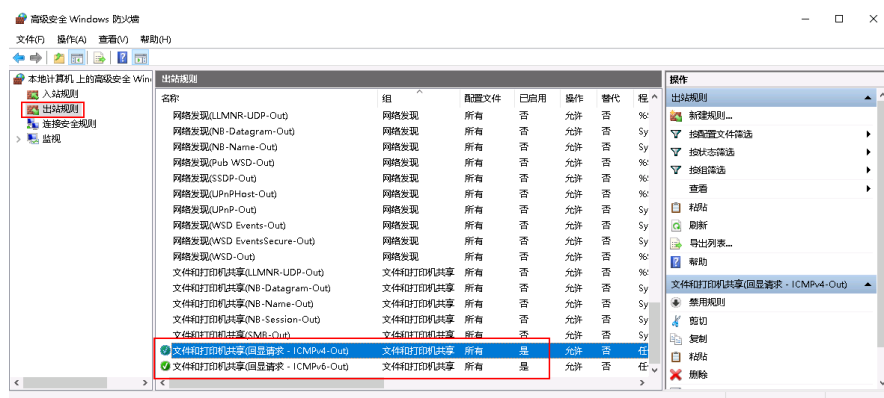 高级安全 Windows 防火墙
文件(F) 操作(A) 查看(V) 帮助(H)
本地计算机 上的高级安全 Win
入站规则
出站规则
连接安全规则
监视
出站规则
名称 组 配置文件 已启用 操作 替代 程
网络发现(LLMNR-UDP-Out) 网络发现 所有 否 允许 否 %
网络发现(NB-Datagram-Out) 网络发现 所有 否 允许 否 Sy
网络发现(NB-Name-Out) 网络发现 所有 否 允许 否 Sy
网络发现(Pub WSD-Out) 网络发现 所有 否 允许 否 %
网络发现(SSDP-Out) 网络发现 所有 否 允许 否 %
网络发现(UPnPHost-Out) 网络发现 所有 否 允许 否 Sy
网络发现(UPnP-Out) 网络发现 所有 否 允许 否 %
网络发现(WSD Events-Out) 网络发现 所有 否 允许 否 Sy
网络发现(WSD EventsSecure-Out) 网络发现 所有 否 允许 否 Sy
网络发现(WSD-Out) 网络发现 所有 否 允许 否 %
文件和打印机共享(LLMNR-UDP-Out) 文件和打印机共享 所有 否 允许 否 %
文件和打印机共享(NB-Datagram-Out) 文件和打印机共享 所有 否 允许 否 Sy
文件和打印机共享(NB-Name-Out) 文件和打印机共享 所有 否 允许 否 Sy
文件和打印机共享(NB-Session-Out) 文件和打印机共享 所有 否 允许 否 Sy
文件和打印机共享(SMB-Out) 文件和打印机共享 所有 否 允许 否 Sy
文件和打印机共享(回显请求 - ICMPv4-Out) 文件和打印机共享 所有 是 允许 否 任
文件和打印机共享(回显请求 - ICMPv6-Out) 文件和打印机共享 所有 是 允许 否 任
操作
出站规则
新建规则...
按配置文件筛选
按状态筛选
按组筛选
查看
粘贴
刷新
导出列表...
帮助
文件和打印机共享(回显请求 - ICMPv4-Out)
禁用规则
剪切
复制
粘贴
删除